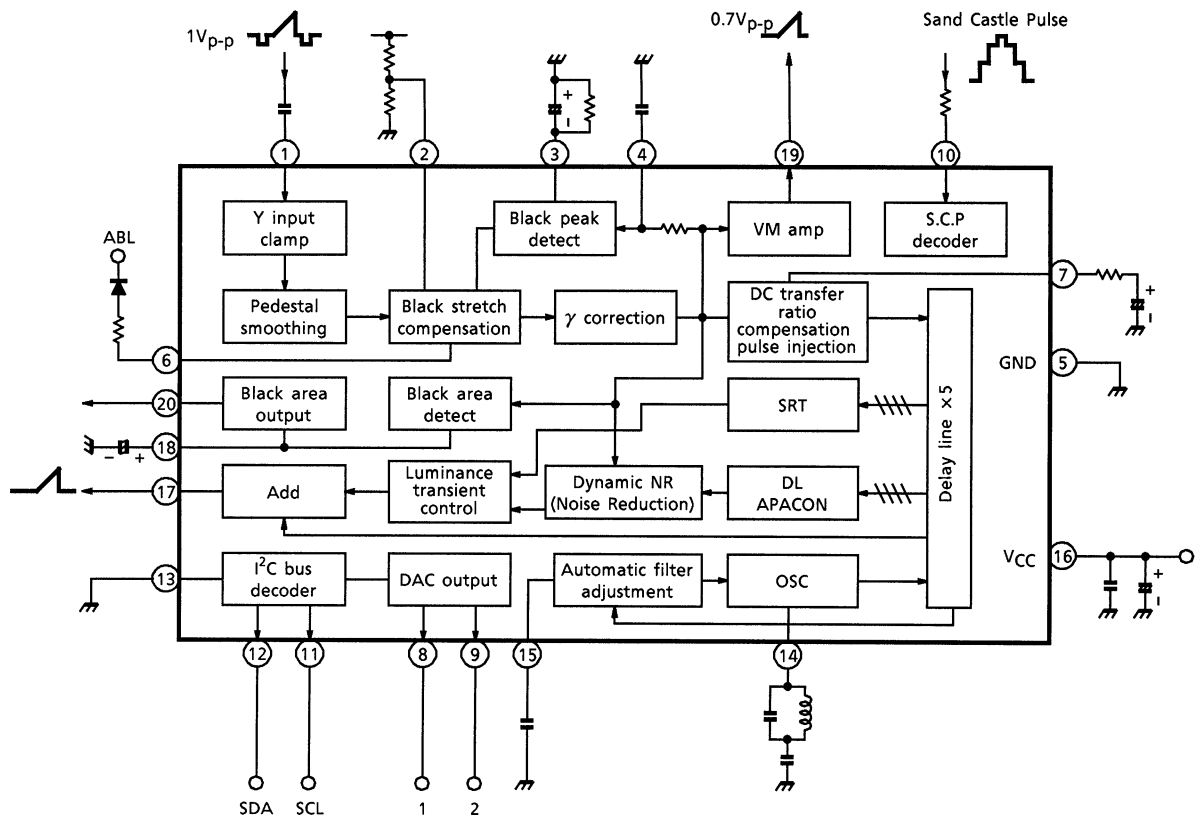 1Vp-p
0.7Vp-p
Sand Castle Pulse
1
2
3
4
19
10
Y input
clamp
Black peak
detect
VM amp
S.C.P
decoder
ABL
7
Pedestal
smoothing
Black stretch
compensation
γ correction
DC transfer
ratio
compensation
pulse injection
+
-
6
GND
5
20
Black area
output
Black area
detect
SRT
Delay line ×5
18
- +
17
Add
Luminance
transient
control
Dynamic NR
(Noise Reduction)
DL
APACON
VCC
16
13
I²C bus
decoder
DAC output
Automatic filter
adjustment
OSC
+
-
12
11
8
9
15
14
SDA
SCL
1
2
+
-